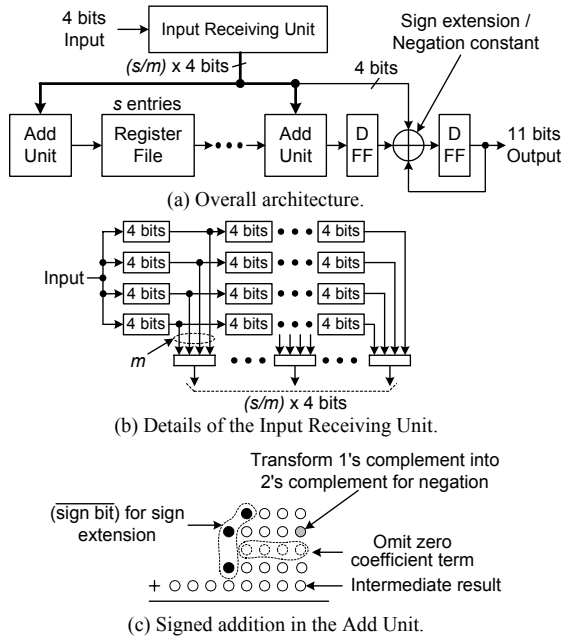 4 bits
Input
Input Receiving Unit
Sign extension /
Negation constant
(s/m) x 4 bits
4 bits
s entries
Add
Unit
Register
File
Add
Unit
D
FF
D
FF
11 bits
Output
(a) Overall architecture.
4 bits
4 bits
4 bits
4 bits
4 bits
4 bits
Input
4 bits
4 bits
4 bits
4 bits
4 bits
4 bits
m
(s/m) x 4 bits
(b) Details of the Input Receiving Unit.
Transform 1's complement into
2's complement for negation
(sign bit) for sign
extension
Omit zero
coefficient term
+
Intermediate result
(c) Signed addition in the Add Unit.